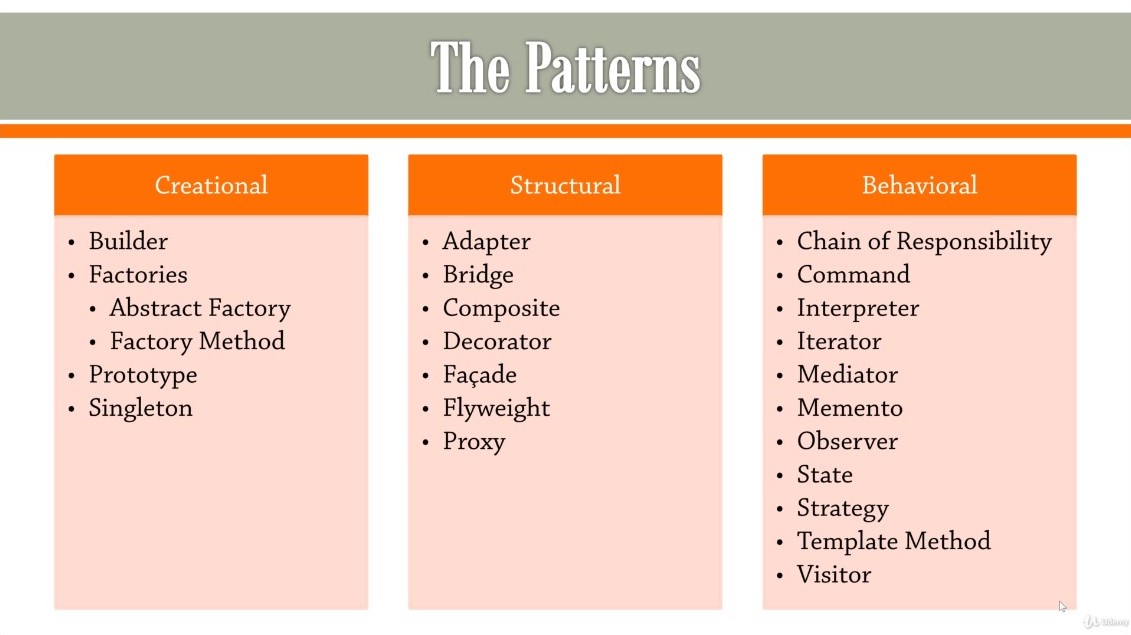 The Patterns
Creational
• Builder
• Factories
• Abstract Factory
• Factory Method
• Prototype
• Singleton
Structural
• Adapter
• Bridge
• Composite
• Decorator
• Façade
• Flyweight
• Proxy
Behavioral
• Chain of Responsibility
• Command
• Interpreter
• Iterator
• Mediator
• Memento
• Observer
• State
• Strategy
• Template Method
• Visitor
Udemy